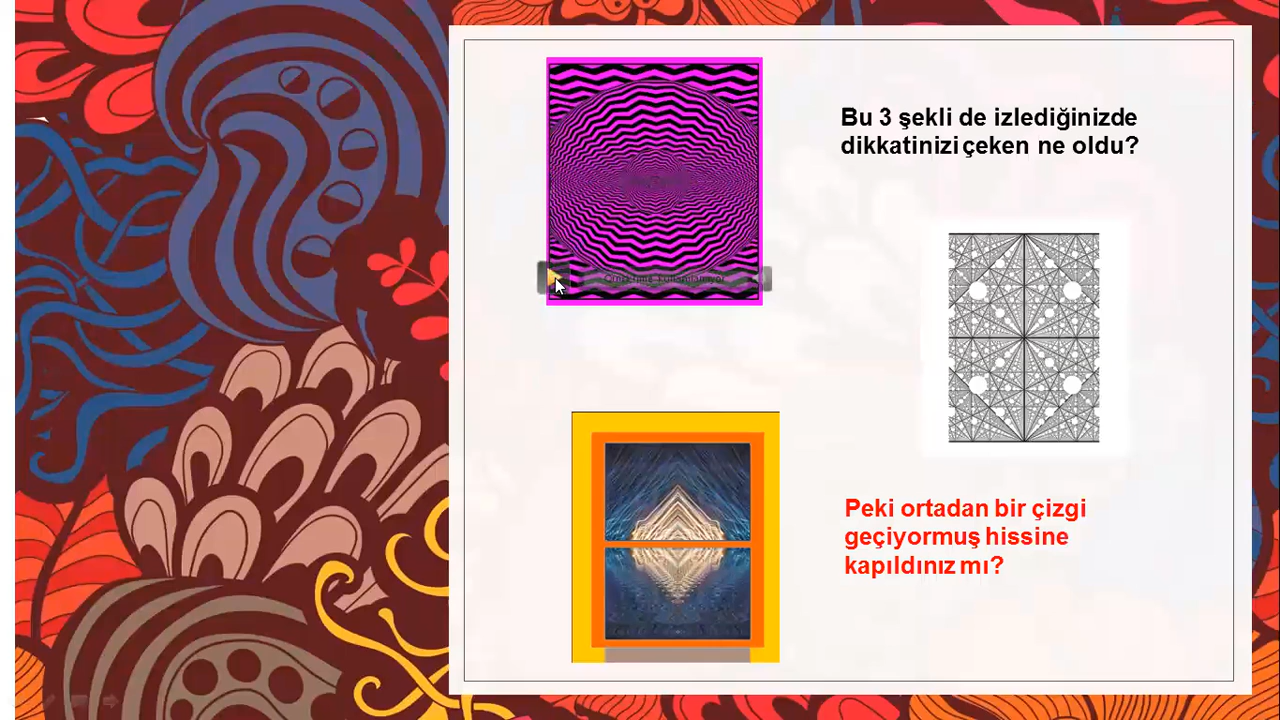 Bu 3 şekli de izlediğinizde
dikkatinizi çeken ne oldu?
Peki ortadan bir çizgi
geçiyormuş hissine
kapıldınız mı?